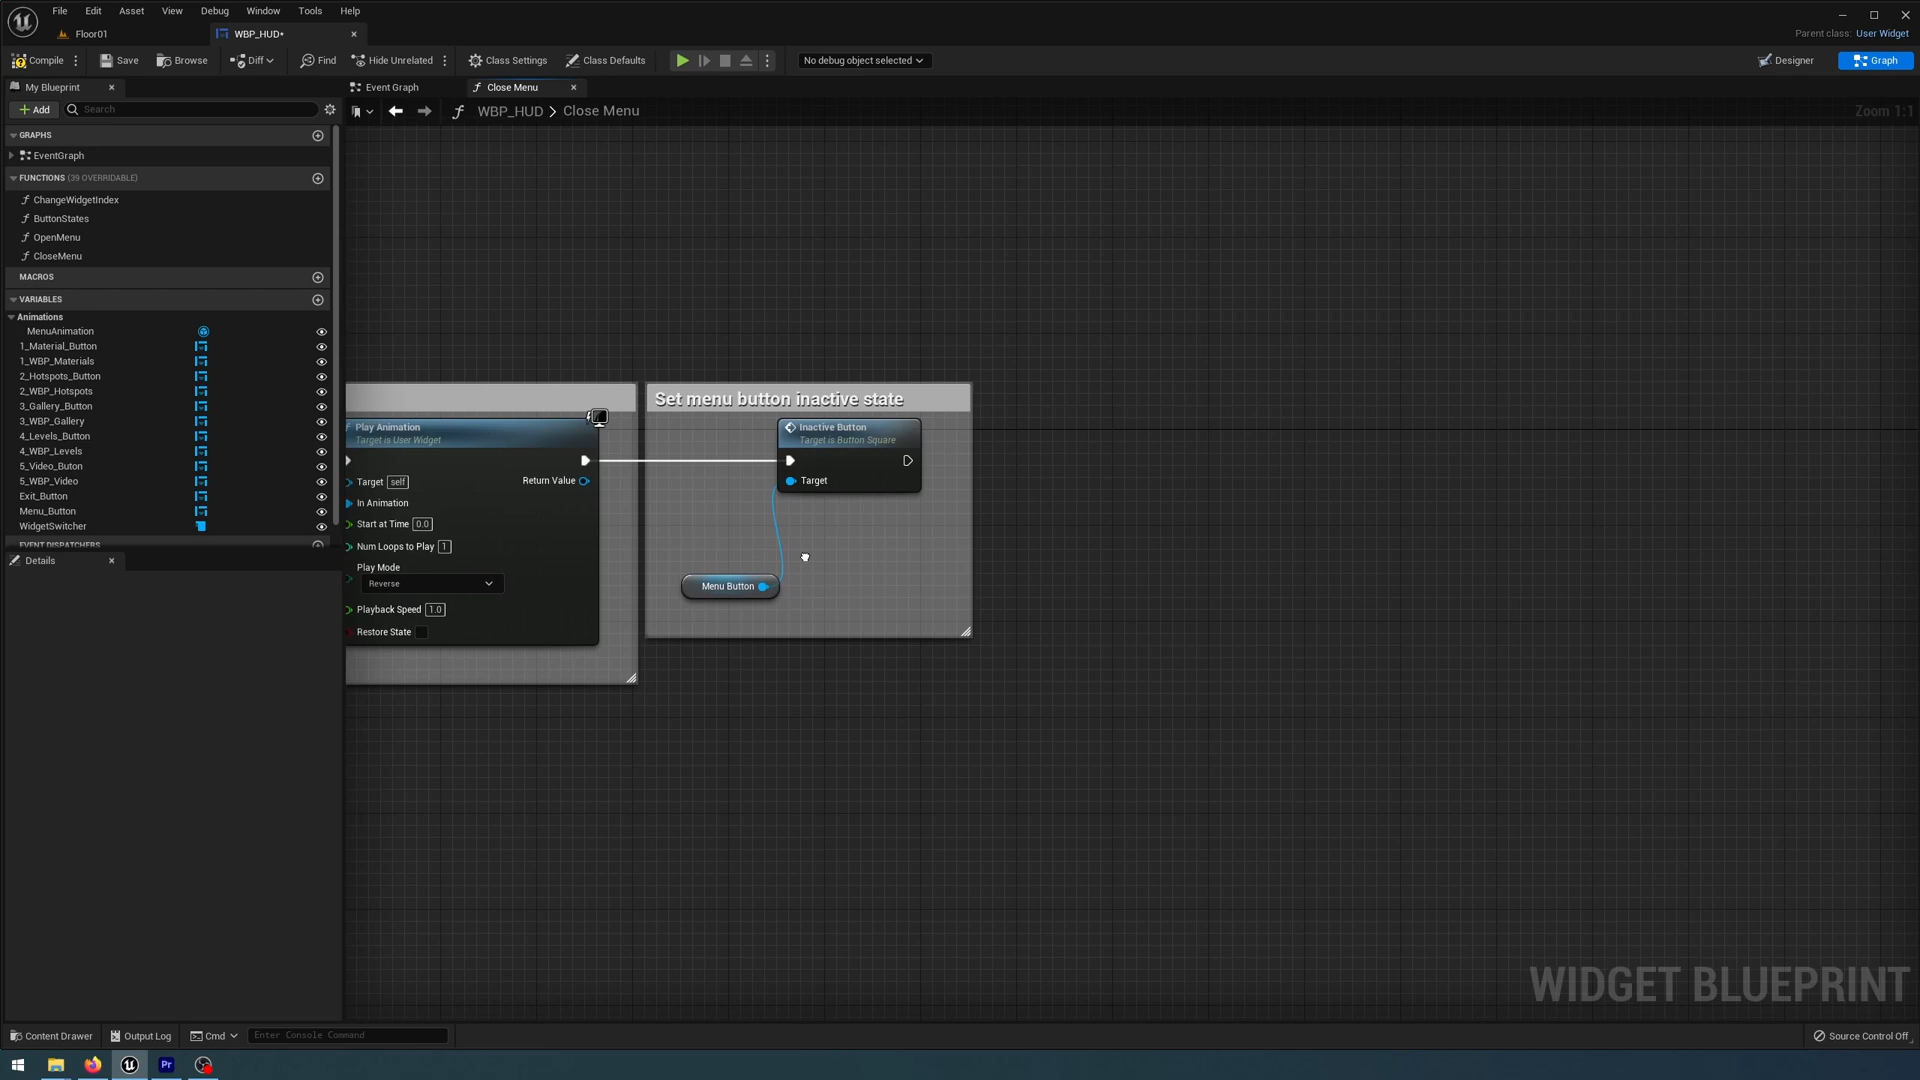 File Edit Asset View Debug Window Tools Help
Floor01
WBP_HUD•
Parent class: User Widget
Compile
Save
Browse
Diff
Find
Hide Unrelated
Class Settings
Class Defaults
No debug object selected
Designer
Graph
My Blueprint
Event Graph
Close Menu
Add
Search
WBP_HUD > Close Menu
Zoom 1:1
GRAPHS
EventGraph
FUNCTIONS (39 OVERRIDABLE)
ChangeWidgetIndex
ButtonStates
OpenMenu
CloseMenu
MACROS
VARIABLES
Animations
MenuAnimation
1_Material_Button
1_WBP_Materials
2_Hotspots_Button
2_WBP_Hotspots
3_Gallery_Button
3_WBP_Gallery
4_Levels_Button
4_WBP_Levels
5_Video_Buton
5_WBP_Video
Exit_Button
Menu_Button
WidgetSwitcher
EVENT DISPATCHERS
Details
Play Animation
Target is User Widget
Target self
Return Value
In Animation
Start at Time 0.0
Num Loops to Play 1
Play Mode
Reverse
Playback Speed 1.0
Restore State
Set menu button inactive state
Inactive Button
Target is Button Square
Target
Menu Button
WIDGET BLUEPRINT
Content Drawer
Output Log
Cmd
Enter Console Command
Source Control Off
Pr